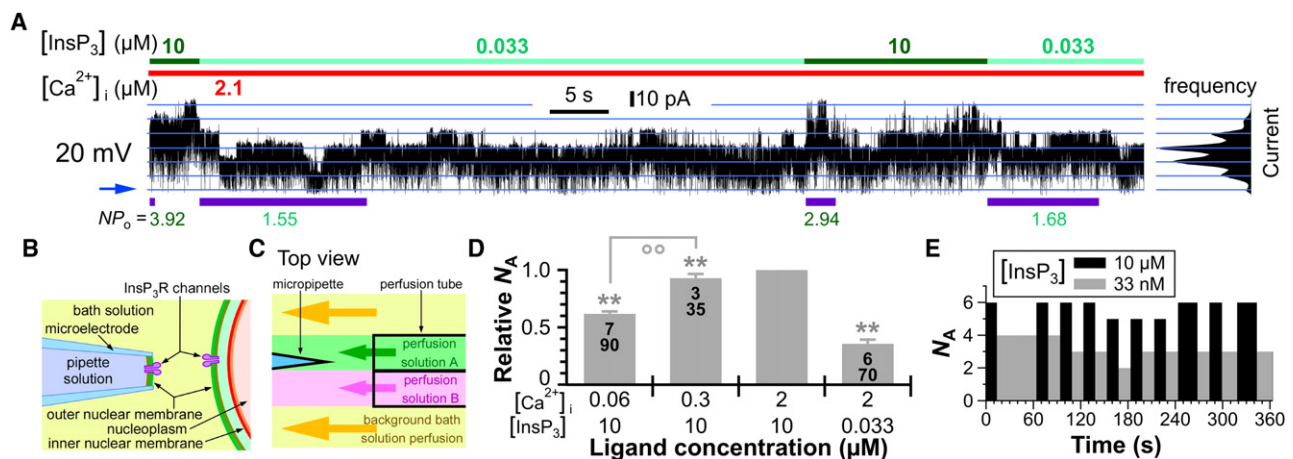 A
[InsP3] (µM)
10
0.033
10
0.033
[Ca2+]i (µM)
2.1
5 s
10 pA
frequency
Current
20 mV
NPo = 3.92
1.55
2.94
1.68
B
InsP3R channels
bath solution
microelectrode
pipette
solution
outer nuclear membrane
nucleoplasm
inner nuclear membrane
C
Top view
micropipette
perfusion tube
perfusion
solution A
perfusion
solution B
background bath
solution perfusion
D
Relative NA
1.0
0.5
0
**
7
90
°°
**
3
35
**
6
70
[Ca2+]i 0.06 0.3 2 2
[InsP3] 10 10 10 0.033
Ligand concentration (µM)
E
[InsP3]
10 µM
33 nM
NA
6
4
2
0
0 60 120 180 240 300 360
Time (s)